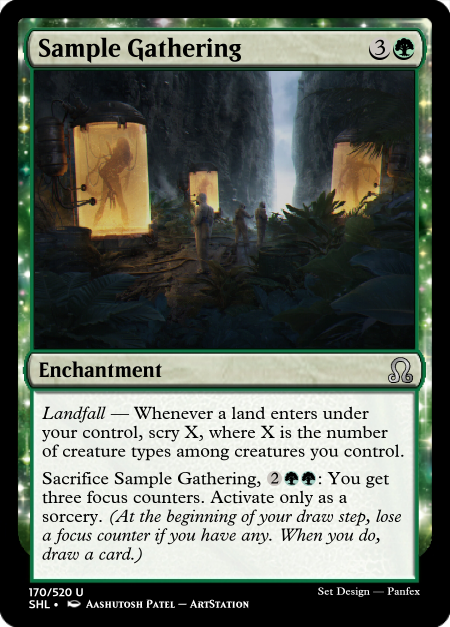 Sample Gathering 3
Enchantment
Landfall — Whenever a land enters under
your control, scry X, where X is the number
of creature types among creatures you control.
Sacrifice Sample Gathering, 2: You get
three focus counters. Activate only as a
sorcery. (At the beginning of your draw step, lose
a focus counter if you have any. When you do,
draw a card.)
170/520 U
Set Design — Panfex
SHL • Aashutosh Patel — ArtStation